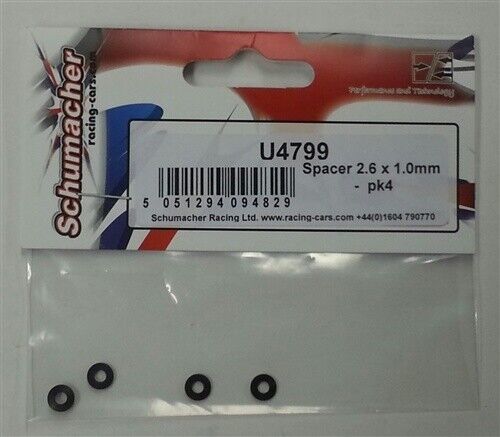 Schumacher
racing-cars.com
Performance and Technology
U4799
Spacer 2.6 x 1.0mm
- pk4
5 051294 094829
Schumacher Racing Ltd. www.racing-cars.com +44(0)1604 790770